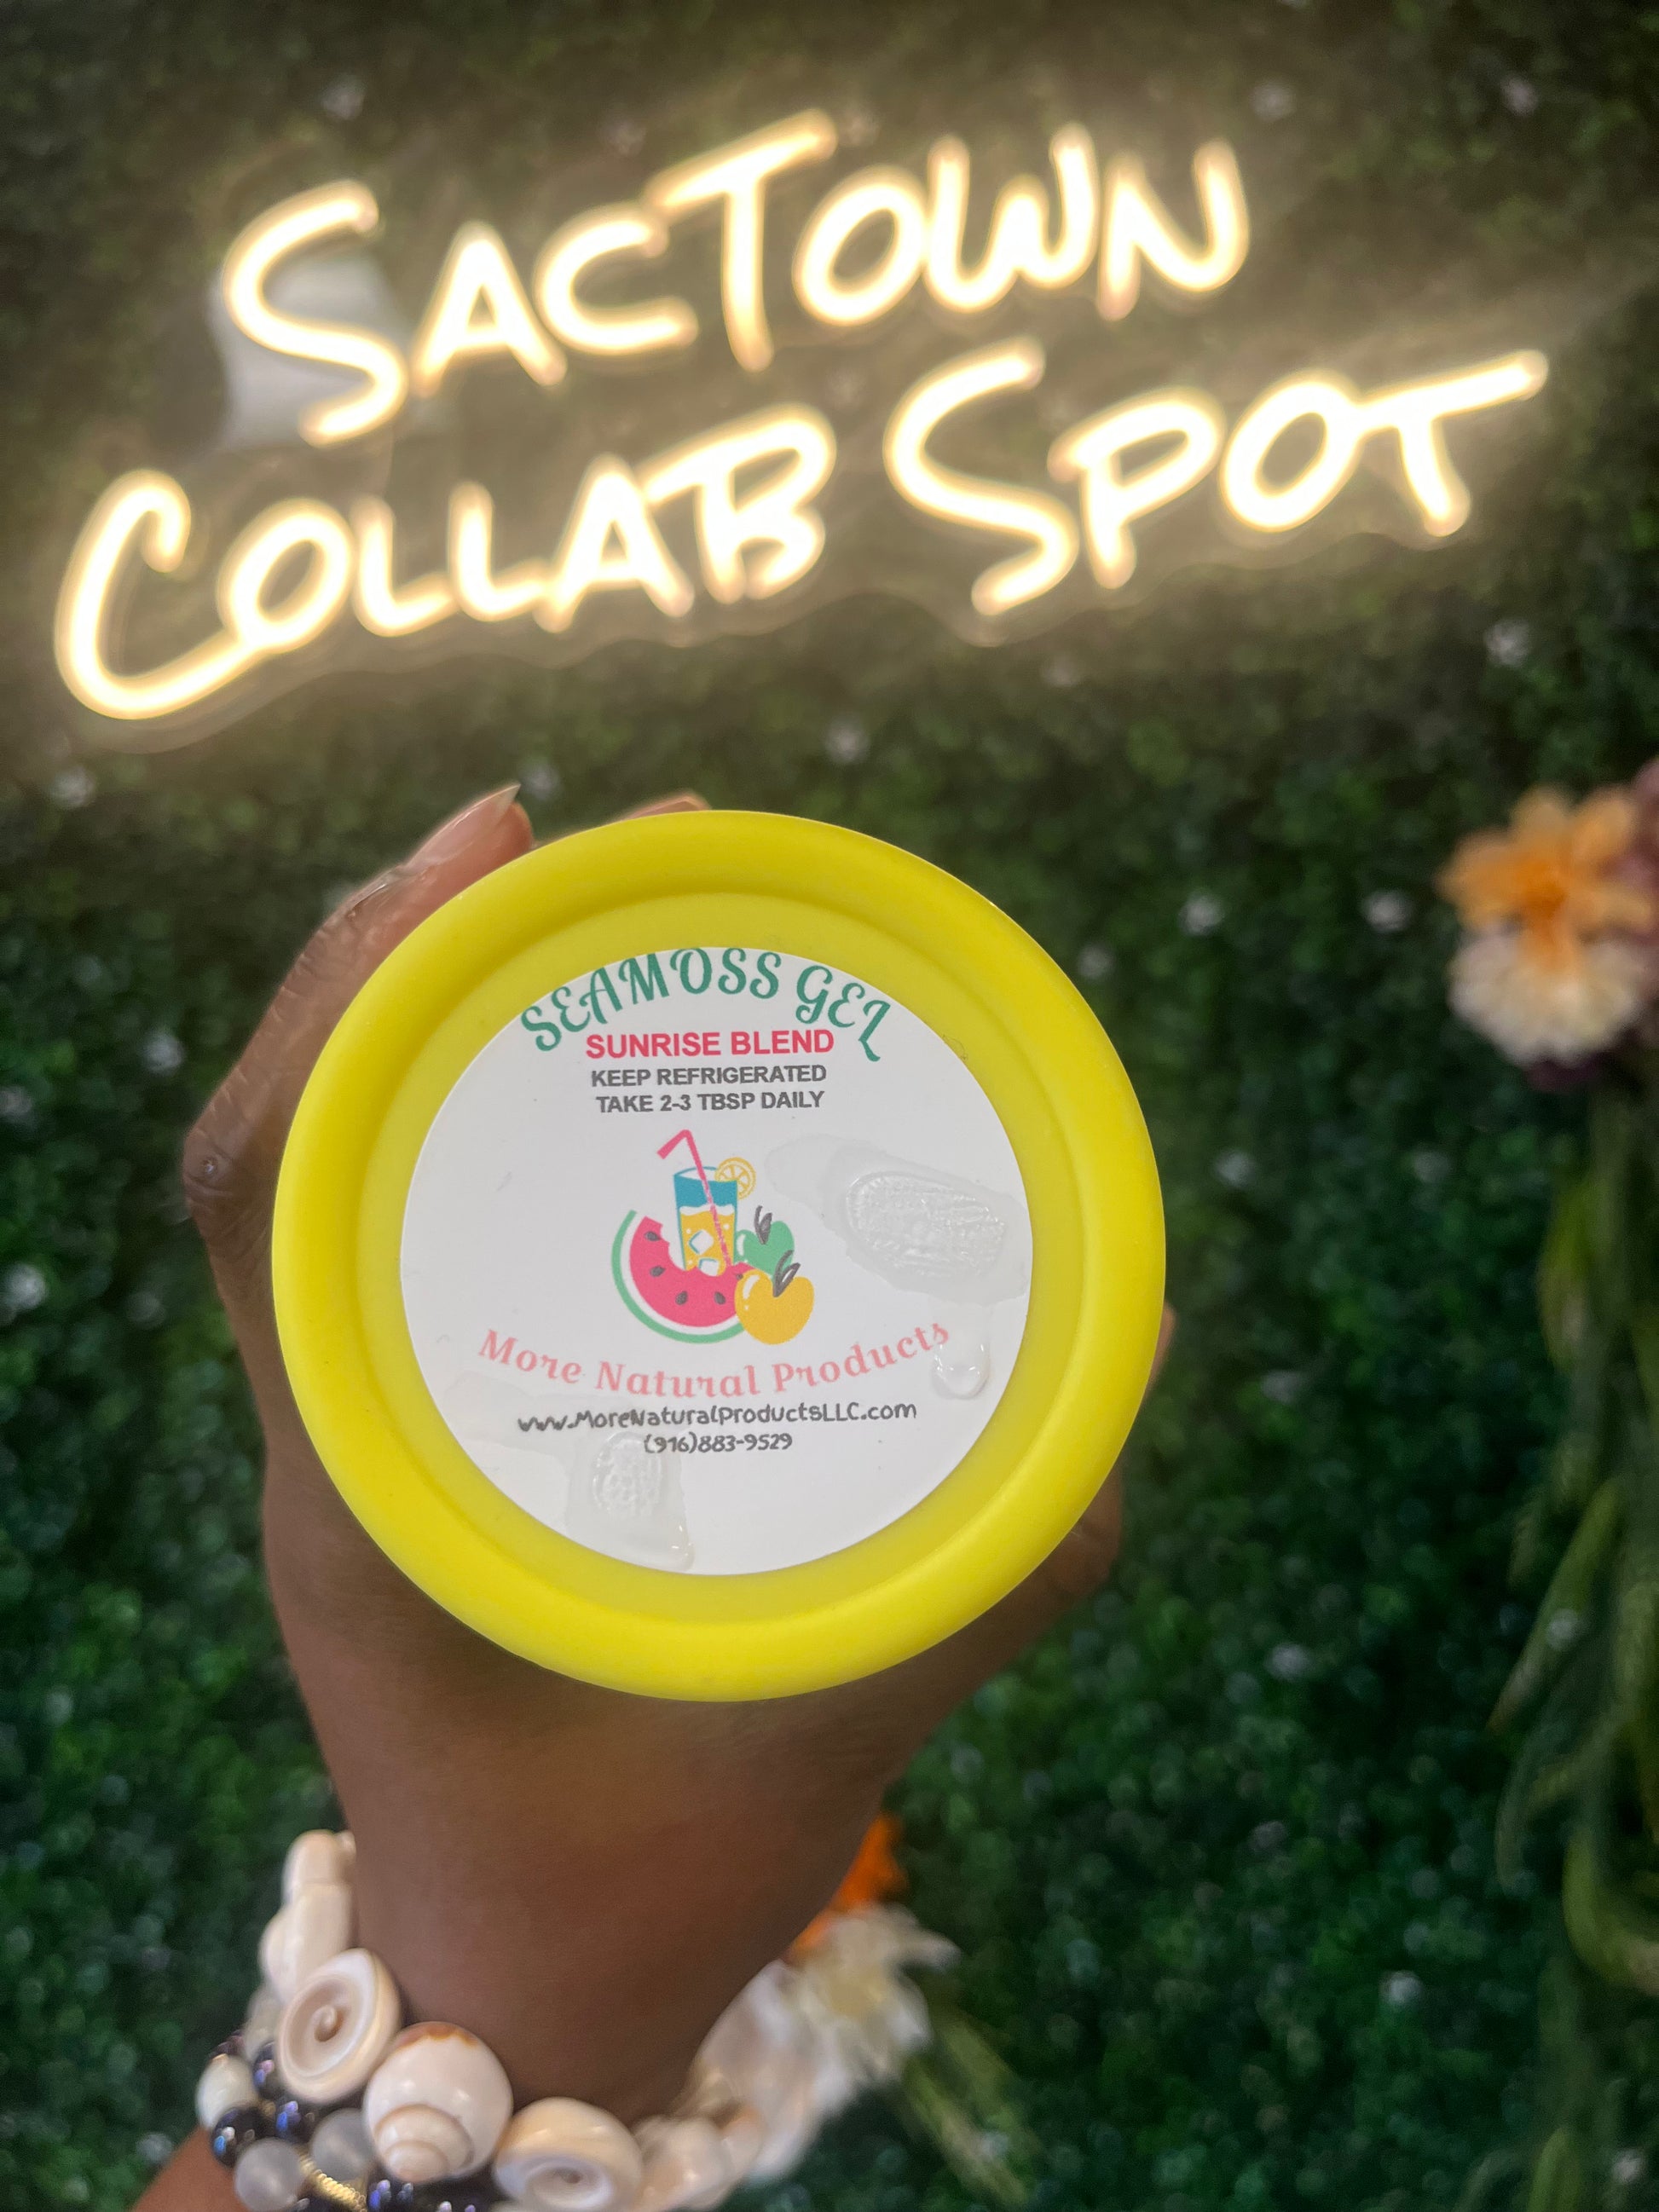 SACTOWN
COLLAB SPOT
SEAMOSS GEL
SUNRISE BLEND
KEEP REFRIGERATED
TAKE 2-3 TBSP DAILY
More Natural Products
www.MoreNaturalProductsLLC.com
(916)883-9529